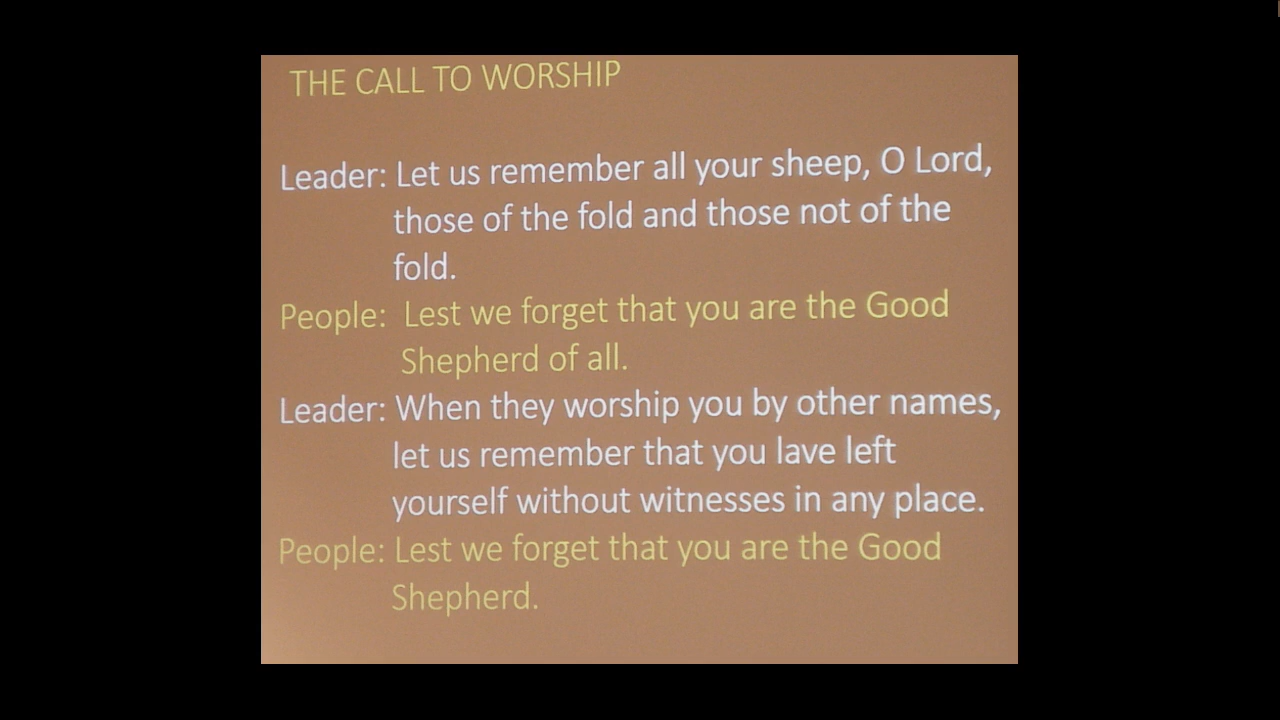 THE CALL TO WORSHIP
Leader: Let us remember all your sheep, O Lord,
those of the fold and those not of the
fold.
People: Lest we forget that you are the Good
Shepherd of all.
Leader: When they worship you by other names,
let us remember that you lave left
yourself without witnesses in any place.
People: Lest we forget that you are the Good
Shepherd.